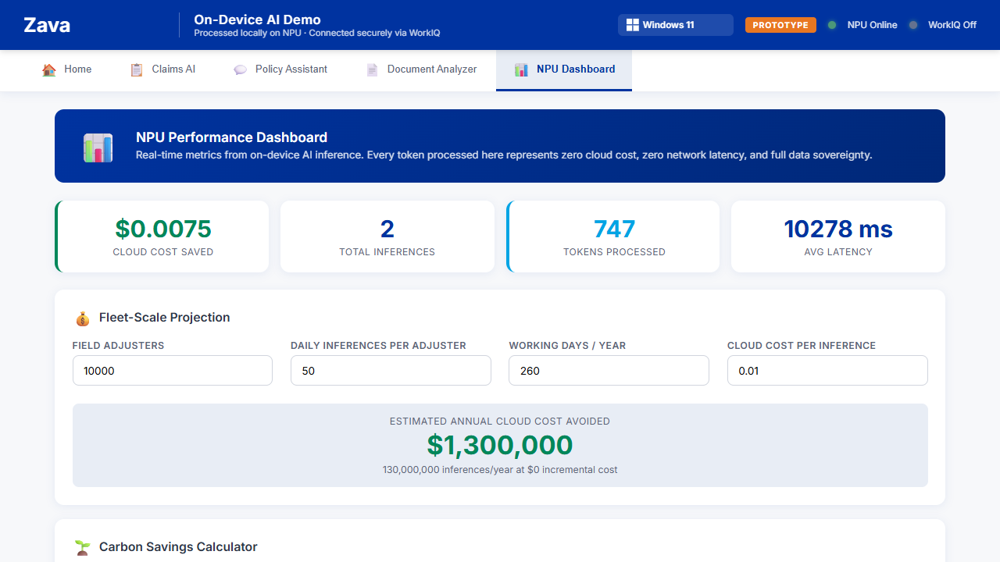 Zava
On-Device AI Demo
Processed locally on NPU · Connected securely via WorkIQ
Windows 11
PROTOTYPE
NPU Online
WorkIQ Off
Home
Claims AI
Policy Assistant
Document Analyzer
NPU Dashboard
NPU Performance Dashboard
Real-time metrics from on-device AI inference. Every token processed here represents zero cloud cost, zero network latency, and full data sovereignty.
$0.0075
CLOUD COST SAVED
2
TOTAL INFERENCES
747
TOKENS PROCESSED
10278 ms
AVG LATENCY
Fleet-Scale Projection
FIELD ADJUSTERS
10000
DAILY INFERENCES PER ADJUSTER
50
WORKING DAYS / YEAR
260
CLOUD COST PER INFERENCE
0.01
ESTIMATED ANNUAL CLOUD COST AVOIDED
$1,300,000
130,000,000 inferences/year at $0 incremental cost
Carbon Savings Calculator